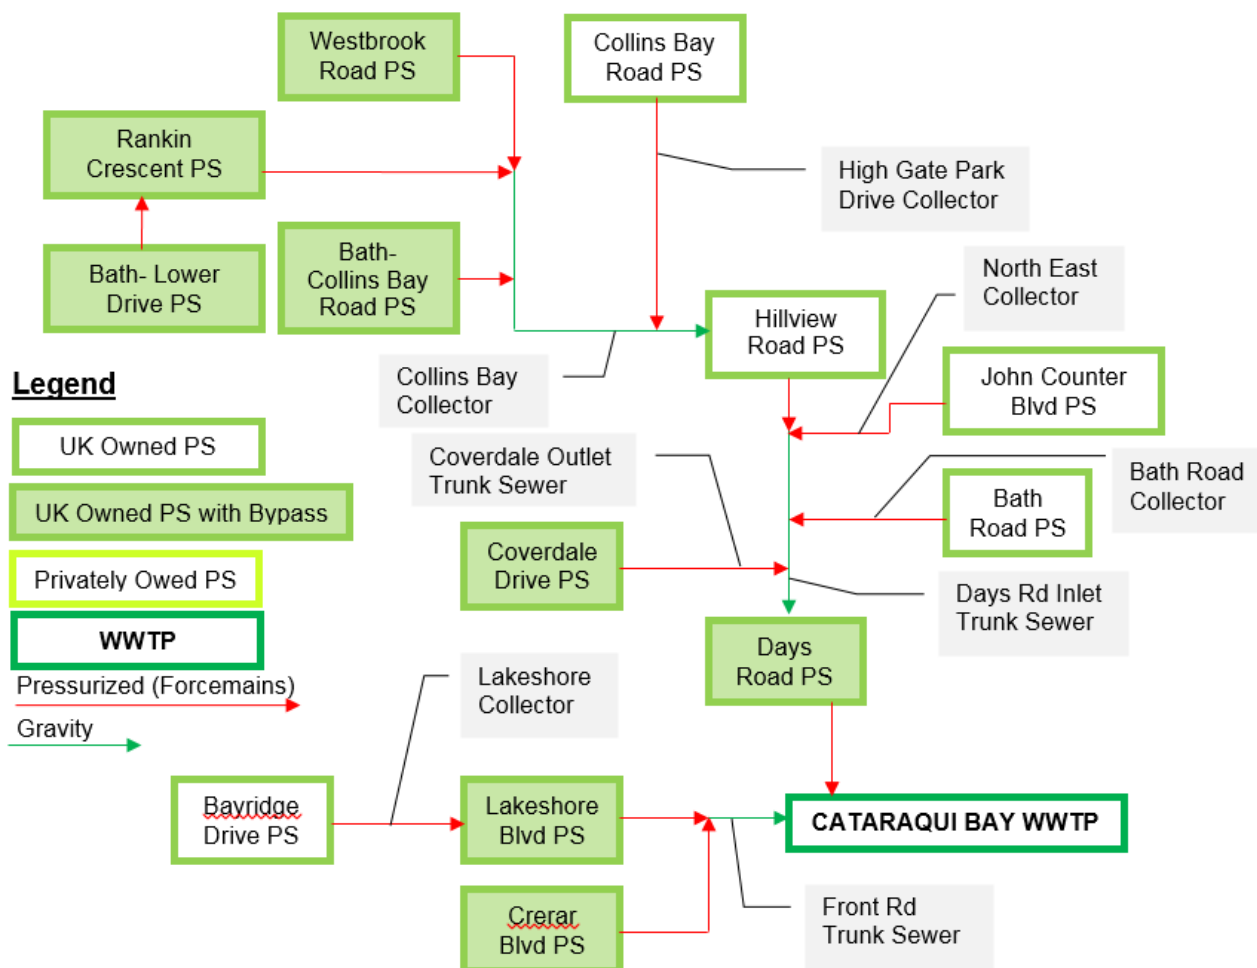 Westbrook
Road PS
Collins Bay
Road PS
Rankin
Crescent PS
High Gate Park
Drive Collector
Bath- Lower
Drive PS
Bath-
Collins Bay
Road PS
North East
Collector
Hillview
Road PS
John Counter
Blvd PS
Collins Bay
Collector
Legend
UK Owned PS
UK Owned PS with Bypass
Privately Owed PS
WWTP
Pressurized (Forcemains)
Gravity
Coverdale Outlet
Trunk Sewer
Bath Road
Collector
Bath
Road PS
Coverdale
Drive PS
Days Rd Inlet
Trunk Sewer
Days
Road PS
Lakeshore
Collector
Bayridge
Drive PS
Lakeshore
Blvd PS
CATARAQUI BAY WWTP
Crerar
Blvd PS
Front Rd
Trunk Sewer